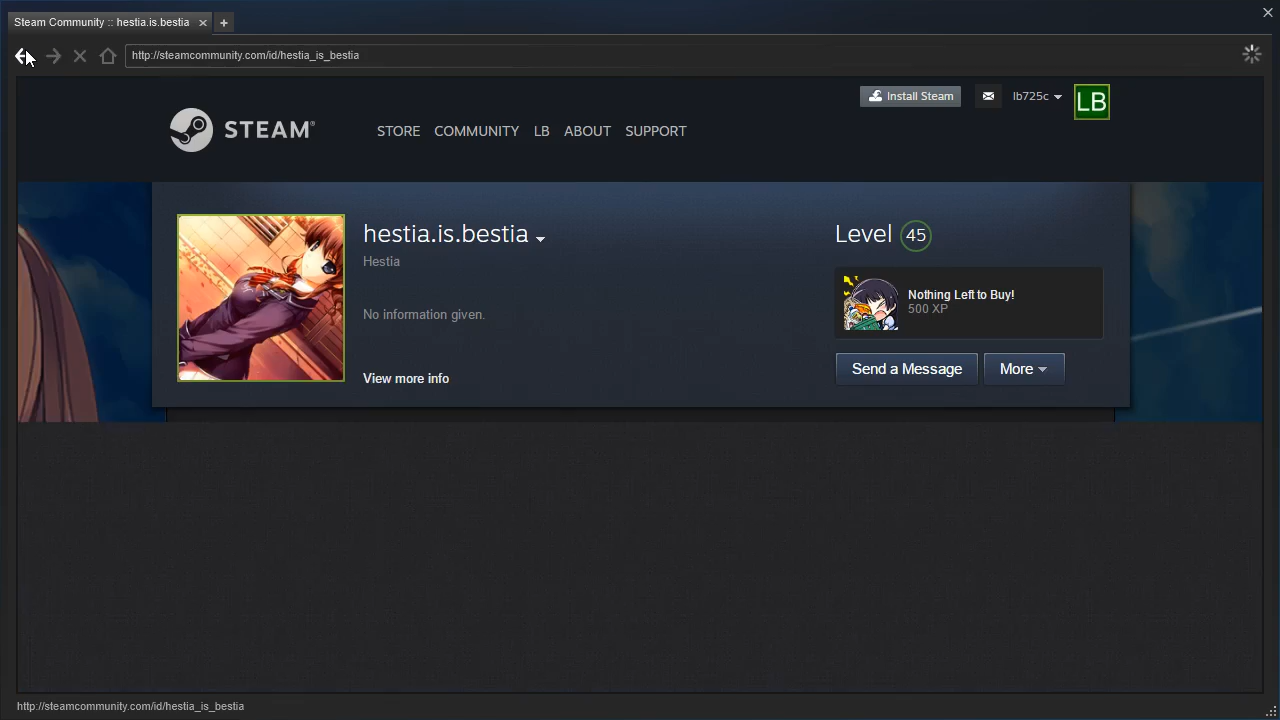 Steam Community :: hestia.is.bestia
http://steamcommunity.com/id/hestia_is_bestia
Install Steam
lb725c
LB
STEAM®
STORE COMMUNITY LB ABOUT SUPPORT
hestia.is.bestia
Hestia
No information given.
View more info
Level 45
Nothing Left to Buy!
500 XP
Send a Message
More
http://steamcommunity.com/id/hestia_is_bestia